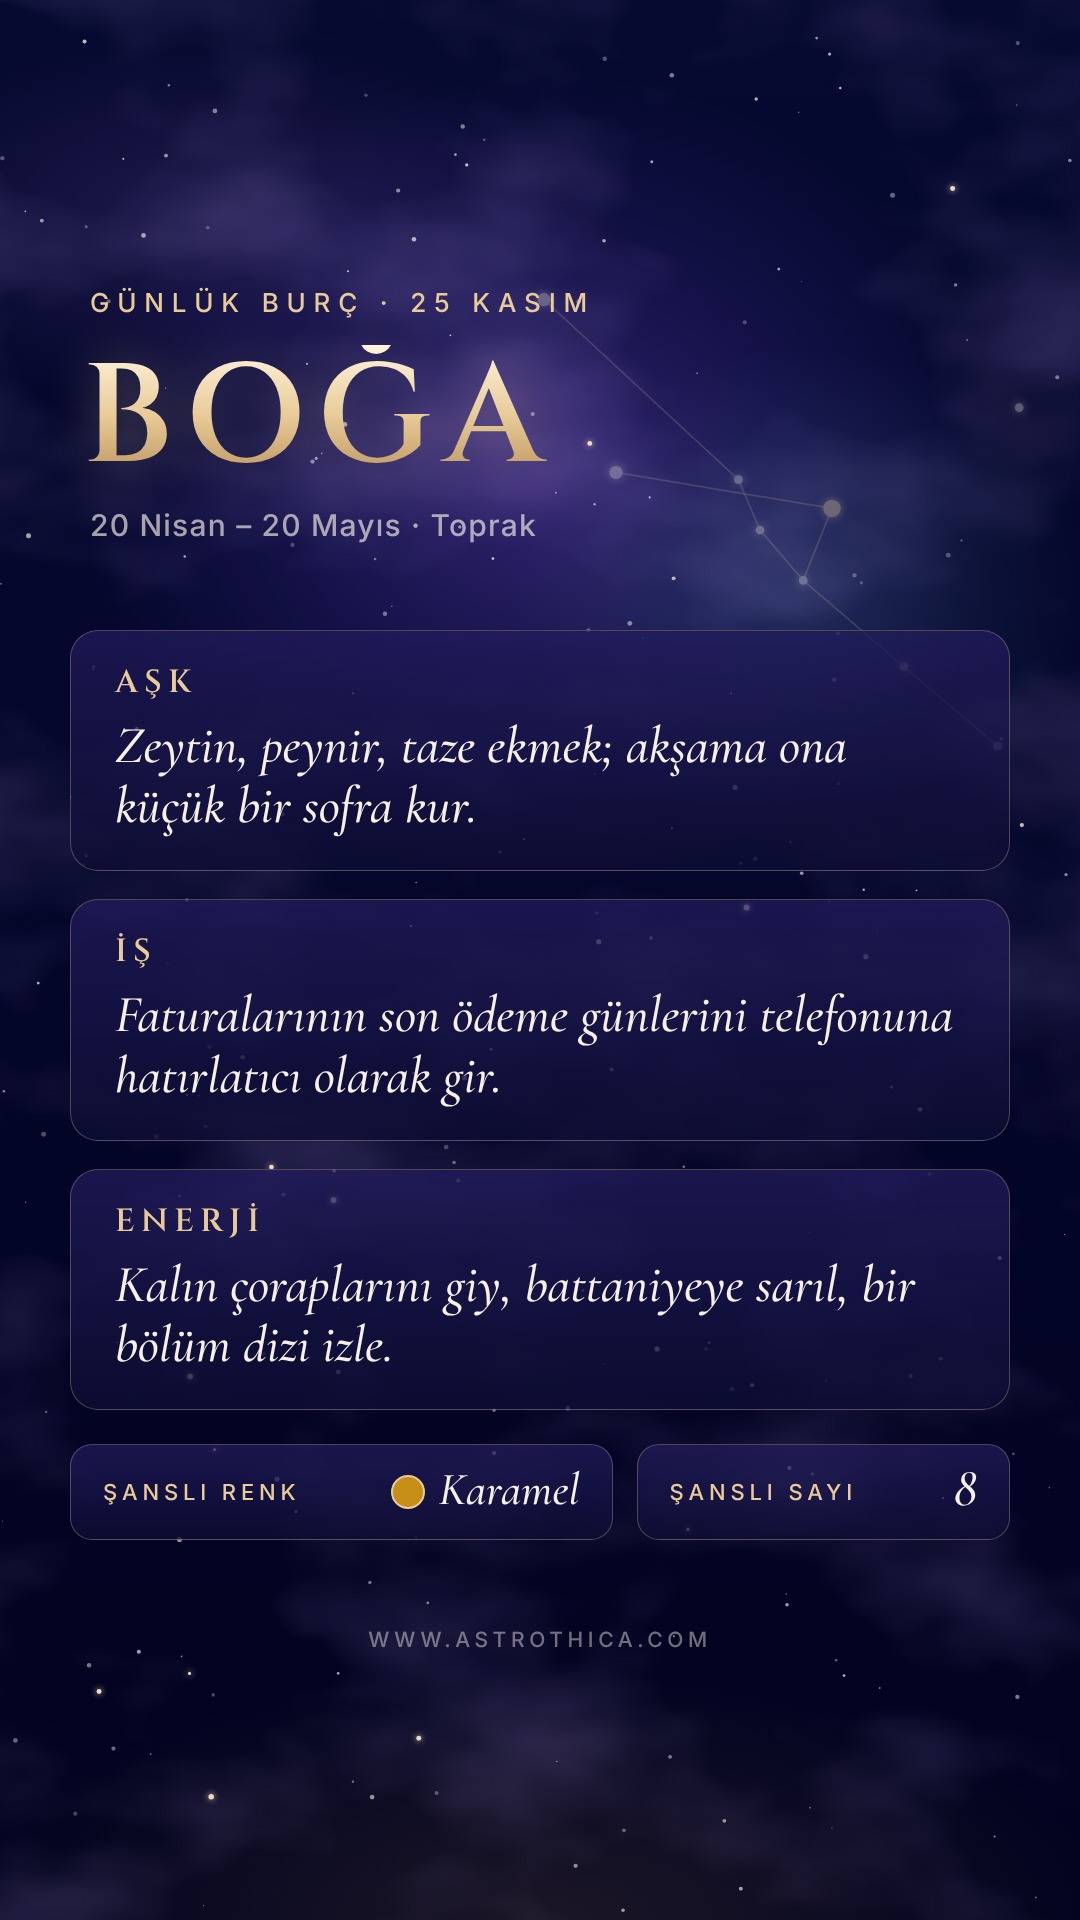 GÜNLÜK BURÇ · 25 KASIM
BOĞA
20 Nisan – 20 Mayıs · Toprak
AŞK
Zeytin, peynir, taze ekmek; akşama ona
küçük bir sofra kur.
İŞ
Faturalarının son ödeme günlerini telefonuna
hatırlatıcı olarak gir.
ENERJİ
Kalın çoraplarını giy, battaniyeye sarıl, bir
bölüm dizi izle.
ŞANSLI RENK Karamel
ŞANSLI SAYI 8
WWW.ASTROTHICA.COM